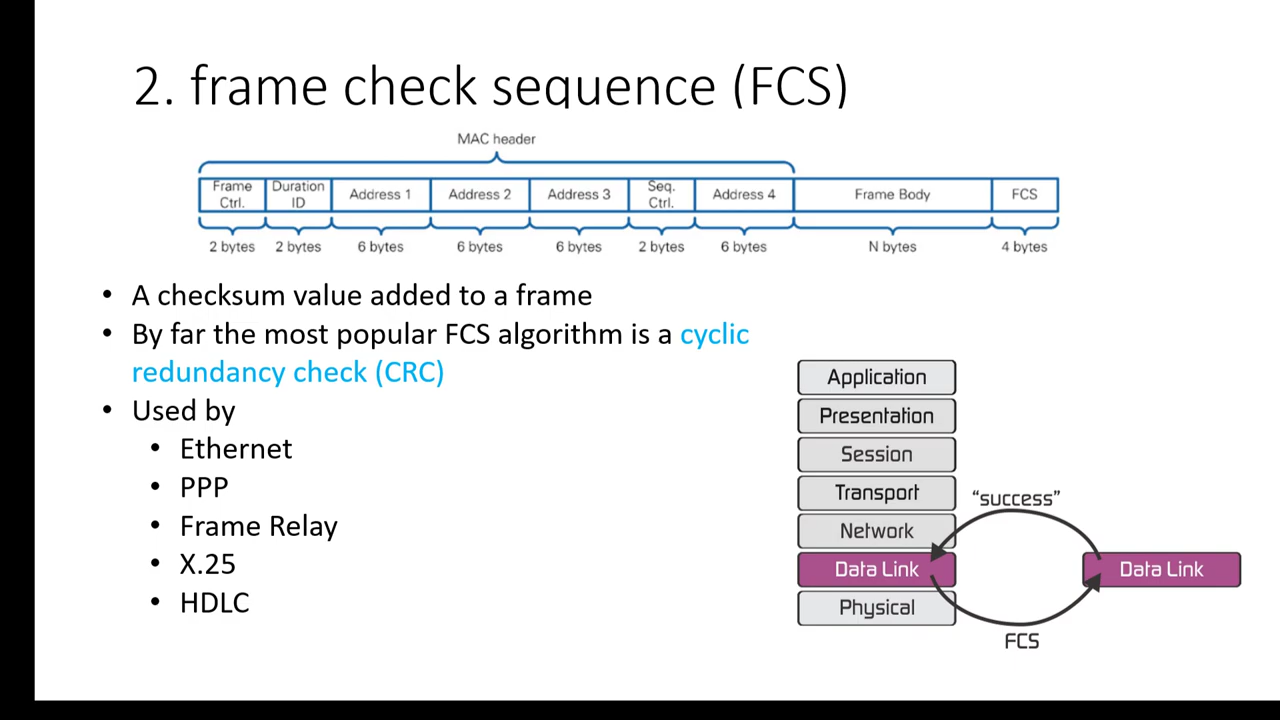 2. frame check sequence (FCS)
MAC header
Frame Ctrl.
Duration ID
Address 1
Address 2
Address 3
Seq. Ctrl.
Address 4
Frame Body
FCS
2 bytes
2 bytes
6 bytes
6 bytes
6 bytes
2 bytes
6 bytes
N bytes
4 bytes
• A checksum value added to a frame
• By far the most popular FCS algorithm is a cyclic
redundancy check (CRC)
• Used by
• Ethernet
• PPP
• Frame Relay
• X.25
• HDLC
Application
Presentation
Session
Transport
Network
Data Link
Physical
“success”
Data Link
FCS